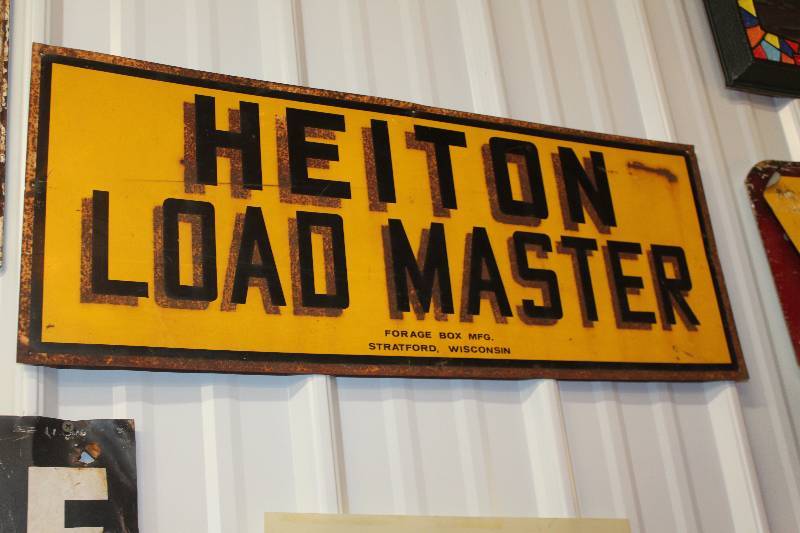 HEITON
LOAD MASTER
FORAGE BOX MFG.
STRATFORD, WISCONSIN
E